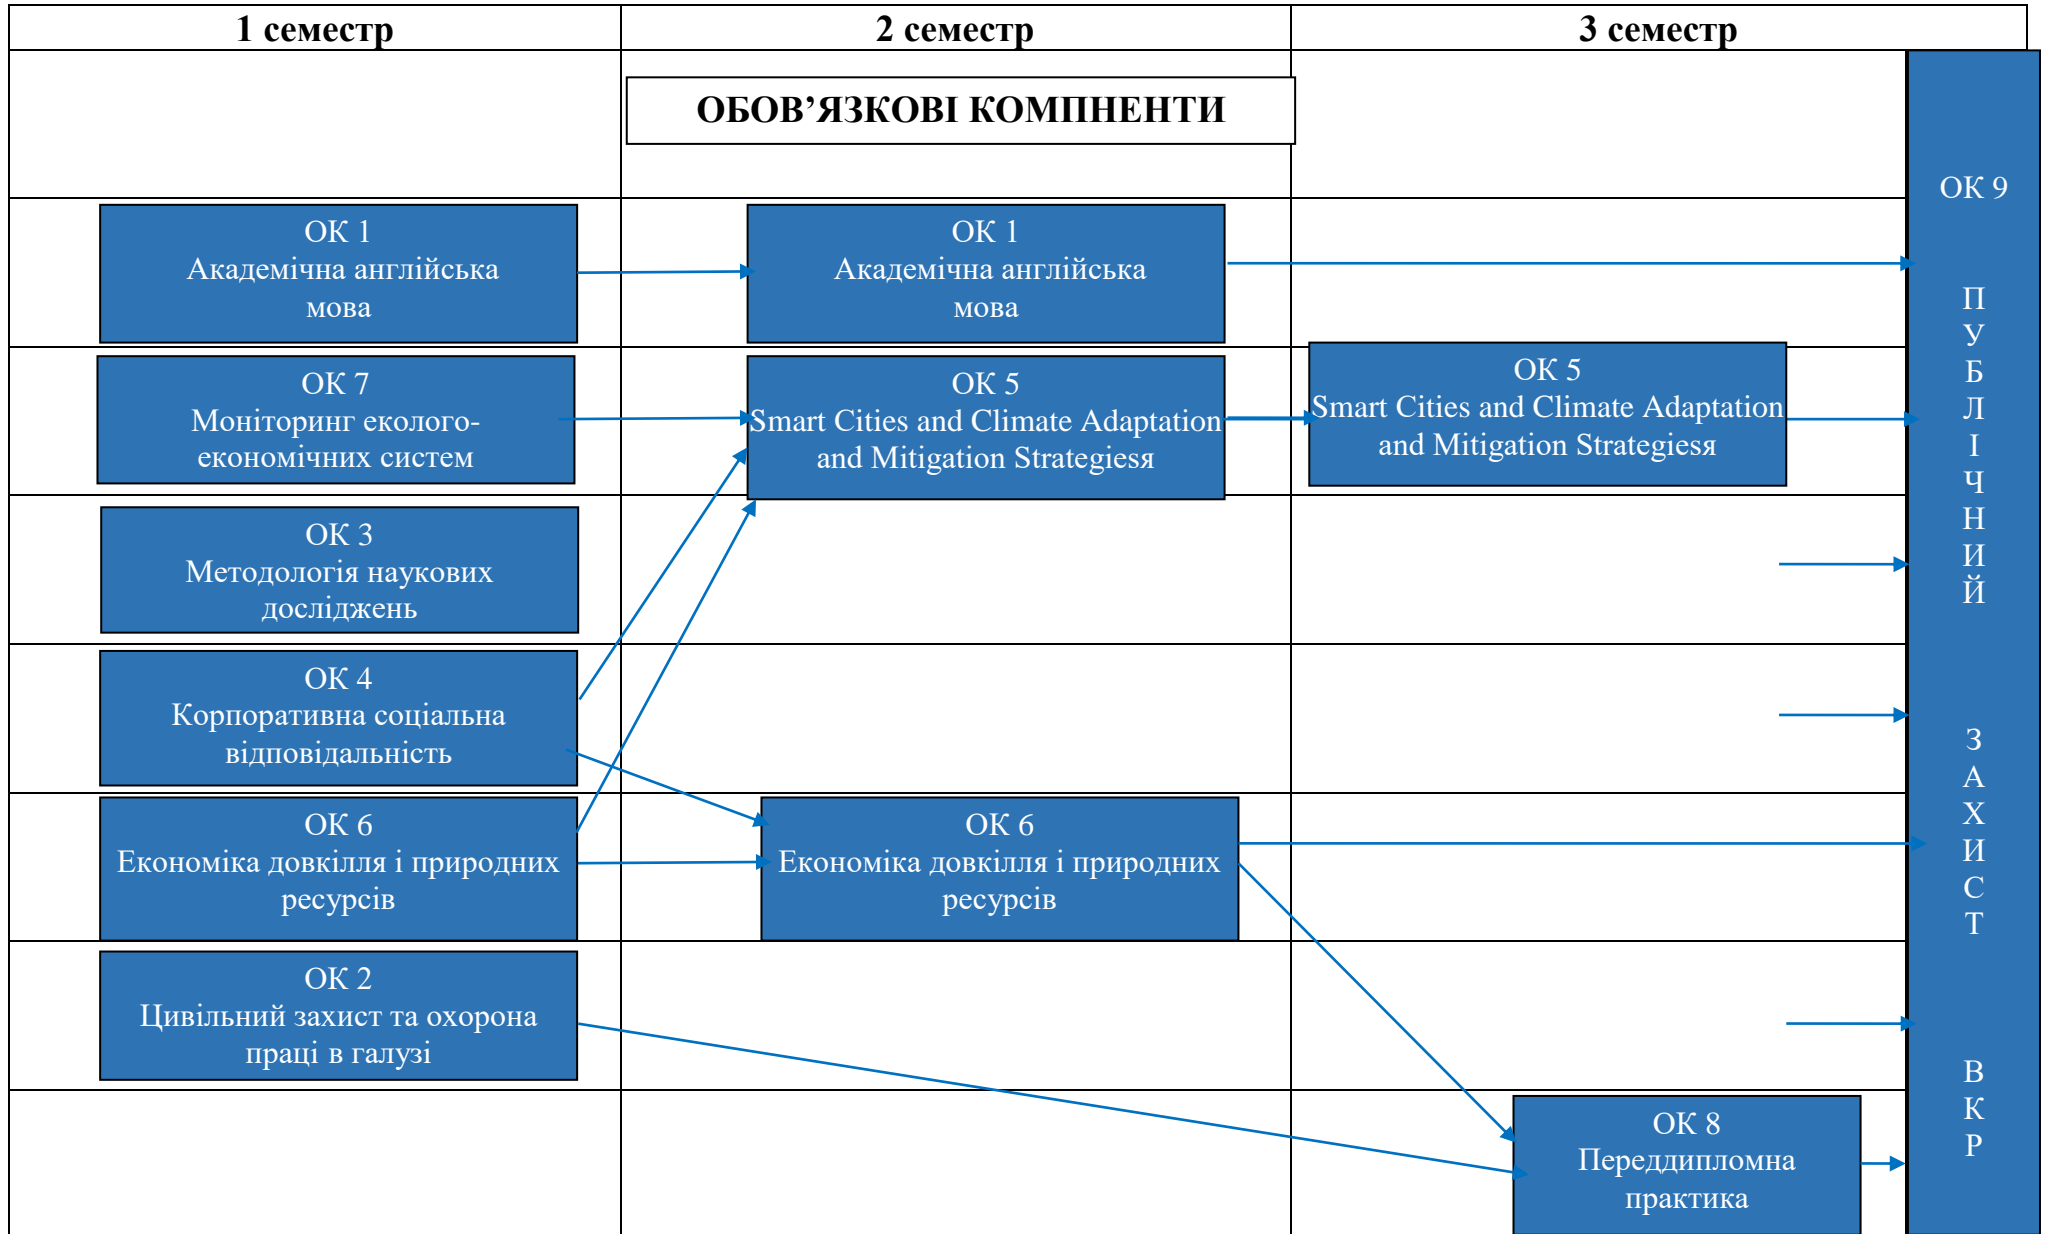 1 семестр
2 семестр
3 семестр
ОБОВ’ЯЗКОВІ КОМПНЕНТИ
ОК 1
Академічна англійська
мова
ОК 1
Академічна англійська
мова
ОК 7
Моніторинг еколого-
економічних систем
ОК 5
Smart Cities and Climate Adaptation
and Mitigation Strategiesя
ОК 5
Smart Cities and Climate Adaptation
and Mitigation Strategiesя
ОК 3
Методологія наукових
досліджень
ОК 4
Корпоративна соціальна
відповідальність
ОК 6
Економіка довкілля і природних
ресурсів
ОК 6
Економіка довкілля і природних
ресурсів
ОК 2
Цивільний захист та охорона
праці в галузі
ОК 8
Переддипломна
практика
ОК 9
П
У
Б
Л
І
Ч
Н
И
Й
З
А
Х
И
С
Т
В
К
Р